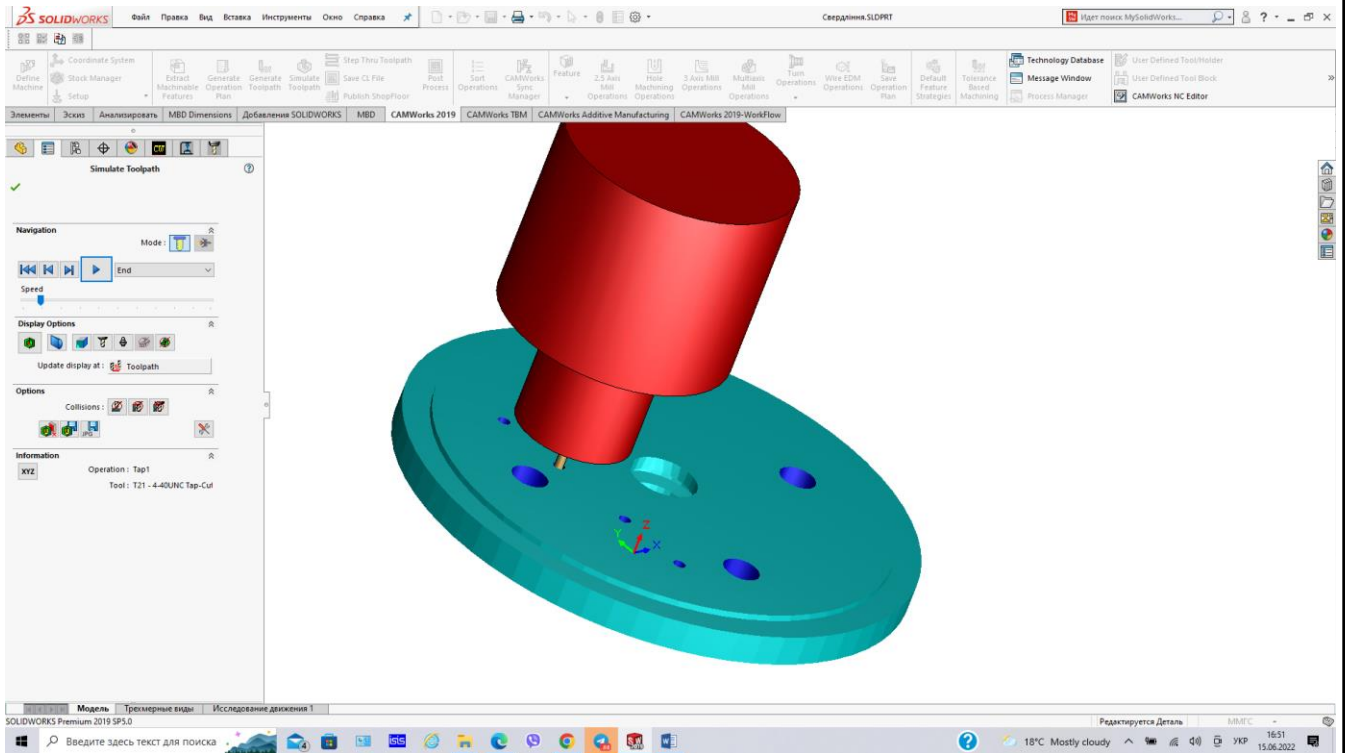 SOLIDWORKS Файл Правка Вид Вставка Инструменты Окно Справка Свердління.SLDPRT Идет поиск MySolidWorks...
Define Machine
Coordinate System
Stock Manager
Setup
Extract Machinable Features
Generate Operation Plan
Generate Toolpath
Simulate Toolpath
Step Thru Toolpath
Save CL File
Publish ShopFloor
Post Process
Sort Operations
CAMWorks Sync Manager
Feature
2.5 Axis Mill Operations
Hole Machining Operations
3 Axis Mill Operations
Multiaxis Mill Operations
Turn Operations
Wire EDM Operations
Save Operation Plan
Default Feature Strategies
Tolerance Based Machining
Technology Database
Message Window
Process Manager
User Defined Tool/Holder
User Defined Tool Block:
CAMWorks NC Editor
Элементы Эскиз Анализировать MBD Dimensions Добавления SOLIDWORKS MBD CAMWorks 2019 CAMWorks TBM CAMWorks Additive Manufacturing CAMWorks 2019-WorkFlow
Simulate Toolpath
Navigation
Mode :
End
Speed
Display Options
Update display at : Toolpath
Options
Collisions :
JPG
Information
XYZ Operation : Tap1
Tool : T21 - 4-40UNC Tap-Cut
Z
Y
X
Модель Трехмерные виды Исследование движения 1
SOLIDWORKS Premium 2019 SP5.0 Редактируется Деталь ММГС -
Введите здесь текст для поиска 18°C Mostly cloudy УКР 16:51
15.06.2022